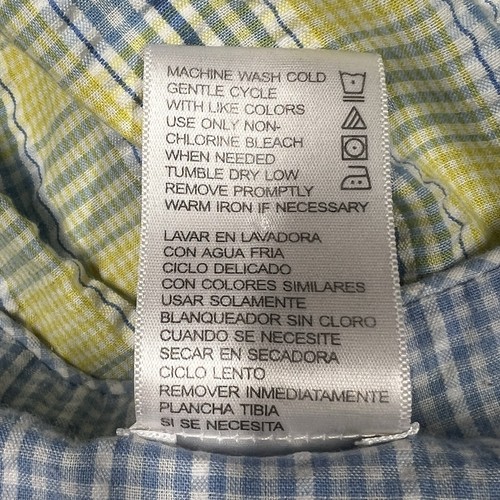 MACHINE WASH COLD
GENTLE CYCLE
WITH LIKE COLORS
USE ONLY NON-
CHLORINE BLEACH
WHEN NEEDED
TUMBLE DRY LOW
REMOVE PROMPTLY
WARM IRON IF NECESSARY
LAVAR EN LAVADORA
CON AGUA FRIA
CICLO DELICADO
CON COLORES SIMILARES
USAR SOLAMENTE
BLANQUEADOR SIN CLORO
CUANDO SE NECESITE
SECAR EN SECADORA
CICLO LENTO
REMOVER INMEDIATAMENTE
PLANCHA TIBIA
SI SE NECESITA